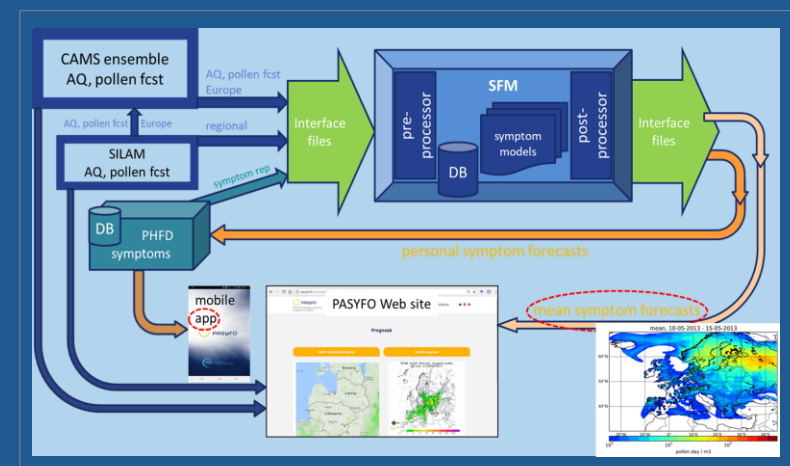 CAMS ensemble
AQ, pollen fcst
AQ, pollen fcst
Europe
AQ, pollen fcst Europe
regional
SILAM
AQ, pollen fcst
symptom rep
Interface
files
SFM
pre-
processor
DB
symptom
models
post-
processor
Interface
files
DB
PHFD
symptoms
personal symptom forecasts
mean symptom forecasts
mobile
app
PASYFO
PASYFO Web site
Prognozė
mean, 10-05-2013 - 15-05-2013
pollen day / m3